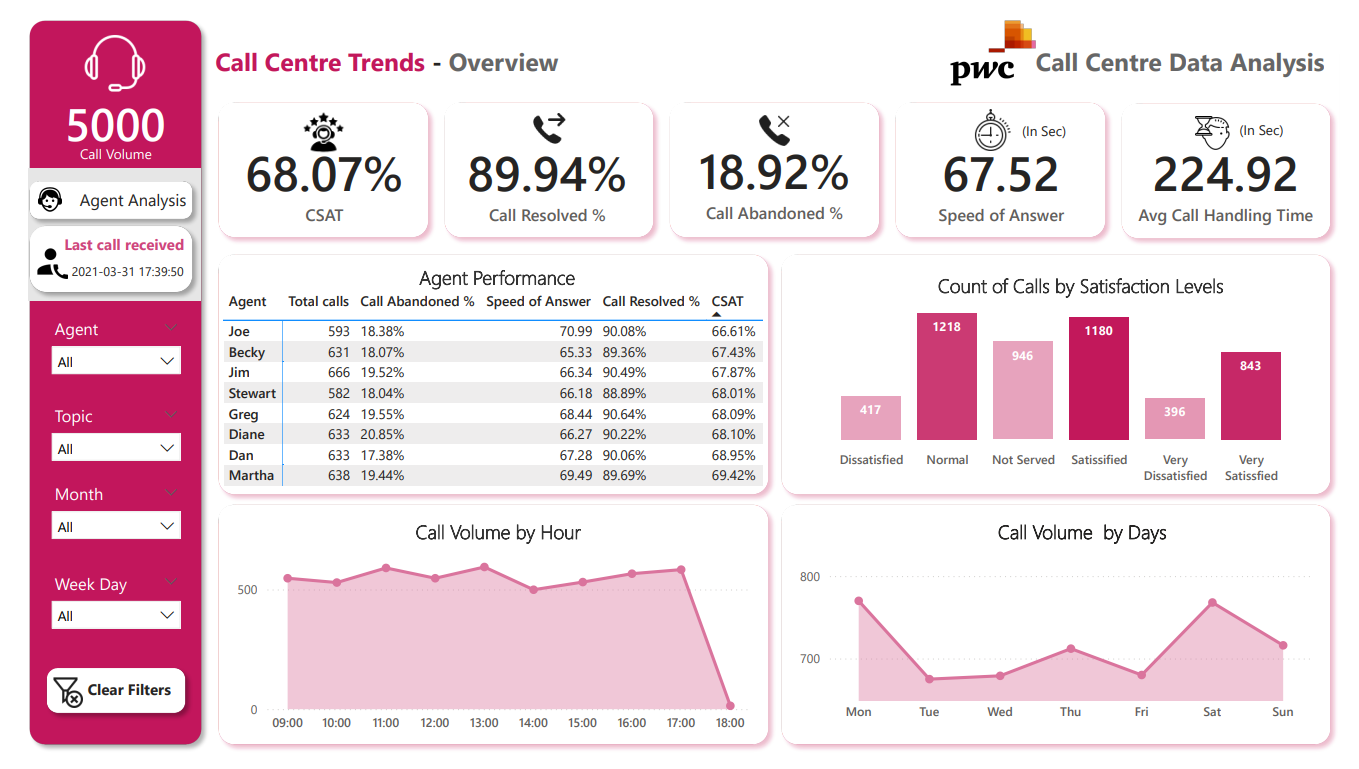 5000
Call Volume
Agent Analysis
Last call received
2021-03-31 17:39:50
Agent
All
Topic
All
Month
All
Week Day
All
Clear Filters
Call Centre Trends - Overview
pwc Call Centre Data Analysis
68.07%
CSAT
89.94%
Call Resolved %
18.92%
Call Abandoned %
(In Sec)
67.52
Speed of Answer
(In Sec)
224.92
Avg Call Handling Time
Agent Performance
Agent Total calls Call Abandoned % Speed of Answer Call Resolved % CSAT
Joe 593 18.38% 70.99 90.08% 66.61%
Becky 631 18.07% 65.33 89.36% 67.43%
Jim 666 19.52% 66.34 90.49% 67.87%
Stewart 582 18.04% 66.18 88.89% 68.01%
Greg 624 19.55% 68.44 90.64% 68.09%
Diane 633 20.85% 66.27 90.22% 68.10%
Dan 633 17.38% 67.28 90.06% 68.95%
Martha 638 19.44% 69.49 89.69% 69.42%
Count of Calls by Satisfaction Levels
417 1218 946 1180 396 843
Dissatisfied Normal Not Served Satissified Very Dissatisfied Very Satissfied
Call Volume by Hour
500
0
09:00 10:00 11:00 12:00 13:00 14:00 15:00 16:00 17:00 18:00
Call Volume by Days
800
700
Mon Tue Wed Thu Fri Sat Sun